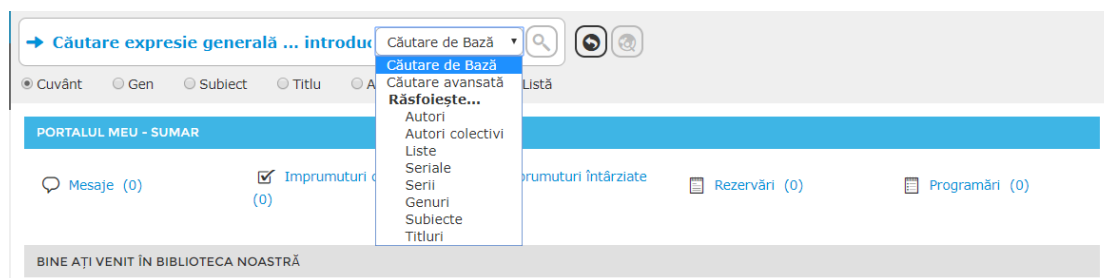 Căutare expresie generală ... introduc Căutare de Bază
Căutare de Bază
Căutare avansată
Cuvânt Gen Subiect Titlu Listă
Răsfoiește...
Autori
Autori colectivi
Liste
Seriale
Serii
Genuri
Subiecte
Titluri
PORTALUL MEU - SUMAR
Mesaje (0)
Imprumuturi
(0)
întârziate
Rezervări (0)
Programări (0)
BINE AȚI VENIT ÎN BIBLIOTECA NOASTRĂ